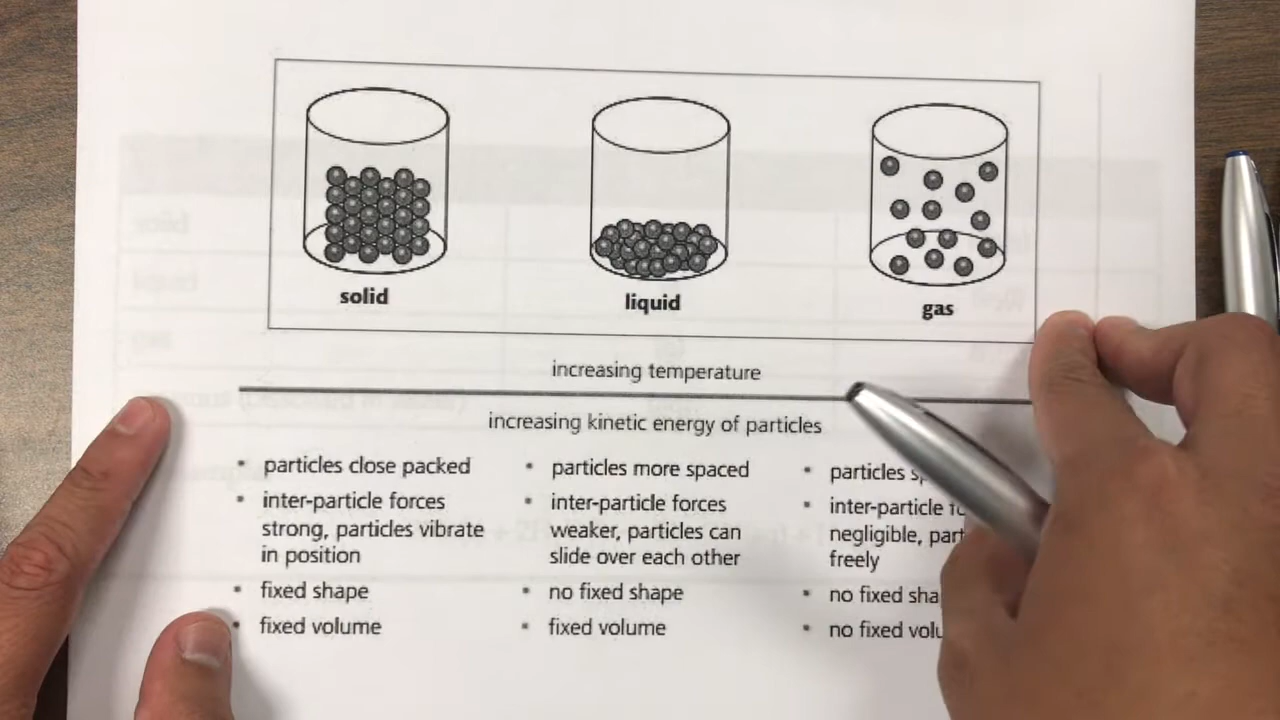 solid
liquid
gas
increasing temperature
increasing kinetic energy of particles
• particles close packed
• inter-particle forces
strong, particles vibrate
in position
• fixed shape
• fixed volume
• particles more spaced
• inter-particle forces
weaker, particles can
slide over each other
• no fixed shape
• fixed volume
• particles
• inter-particle
negligible,
freely
• no fixed
• no fixed